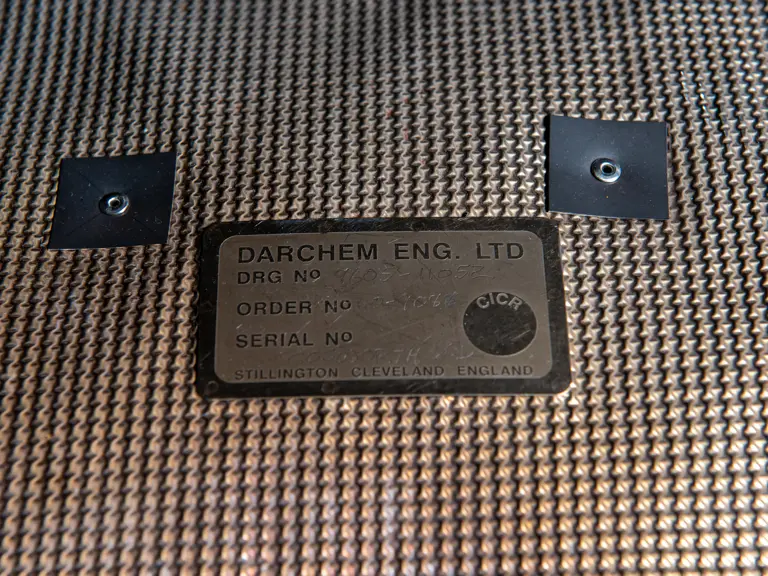 DARCHEM ENG. LTD
DRG Nº
ORDER Nº
CICR
SERIAL Nº
STILLINGTON CLEVELAND ENGLAND